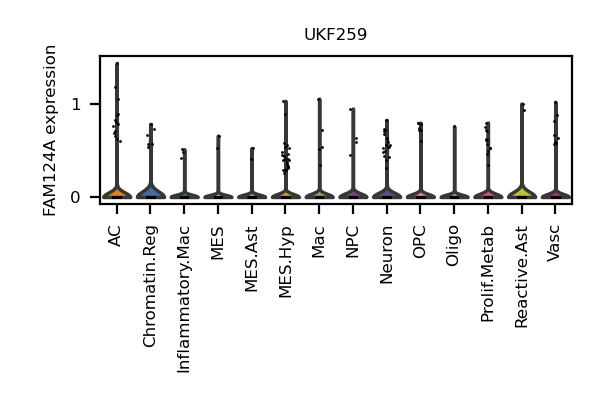 UKF259
FAM124A expression
1
0
AC
Chromatin.Reg
Inflammatory.Mac
MES
MES.Ast
MES.Hyp
Mac
NPC
Neuron
OPC
Oligo
Prolif.Metab
Reactive.Ast
Vasc